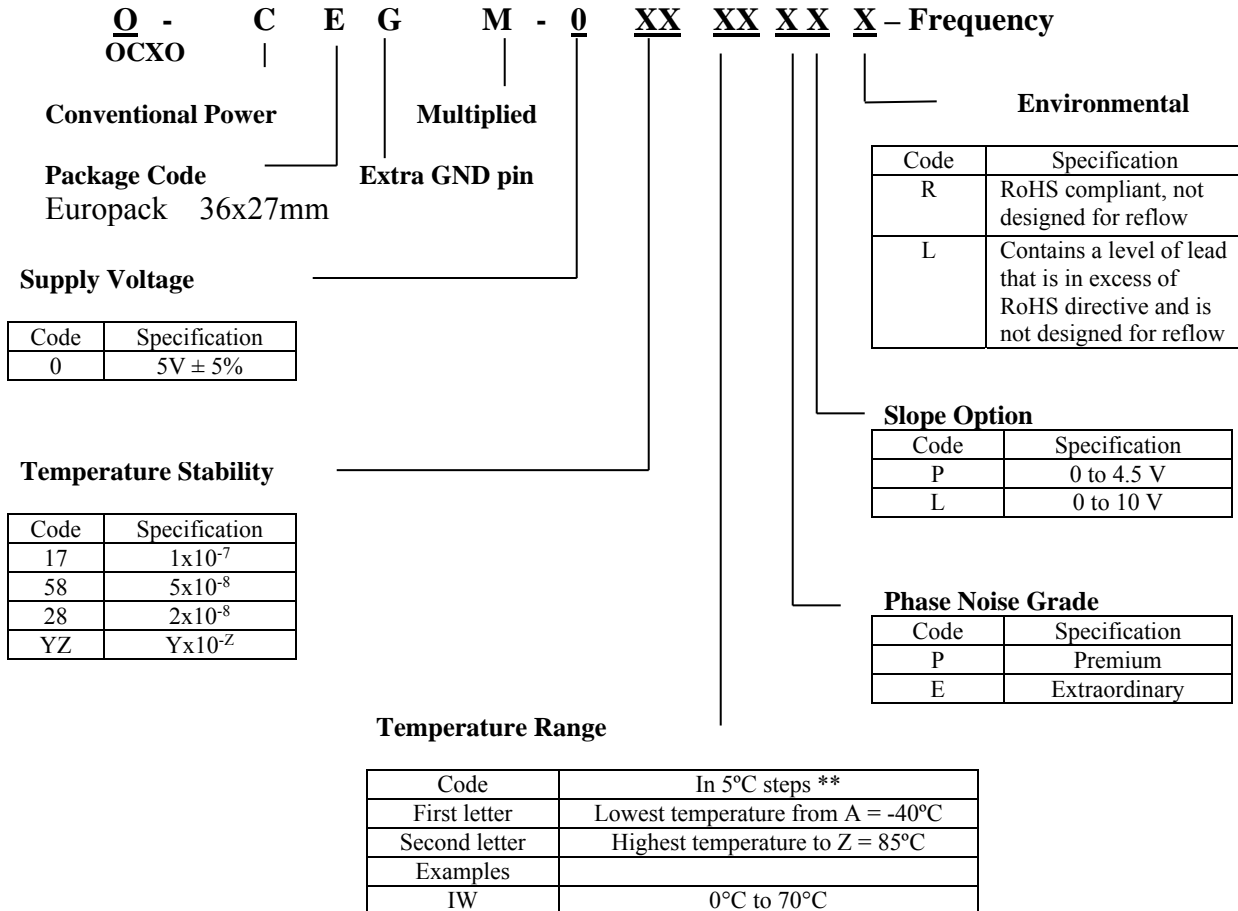 O - C E G M - 0 XX XX X X X – Frequency
OCXO
Conventional Power
Multiplied
Package Code
Europack 36x27mm
Extra GND pin
Supply Voltage
Code Specification
0 5V ± 5%
Temperature Stability
Code Specification
17 1x10⁻⁷
58 5x10⁻⁸
28 2x10⁻⁸
YZ Yx10⁻ᶻ
Environmental
Code Specification
R RoHS compliant, not
designed for reflow
L Contains a level of lead
that is in excess of
RoHS directive and is
not designed for reflow
Slope Option
Code Specification
P 0 to 4.5 V
L 0 to 10 V
Phase Noise Grade
Code Specification
P Premium
E Extraordinary
Temperature Range
Code In 5ºC steps **
First letter Lowest temperature from A = -40ºC
Second letter Highest temperature to Z = 85ºC
Examples
IW 0°C to 70°C